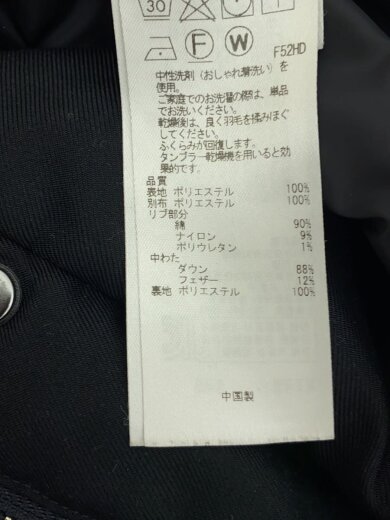 30
F W F52HD
中性洗剤(おしゃれ着洗い)を
使用。
ご家庭でのお洗濯の際は、単品
でお洗い下さい。
乾燥後は、良く羽毛を揉みほぐ
してください。
ふくらみが回復します。
タンブラー乾燥機を用いると効
果的です。
品質
表地 ポリエステル 100%
別布 ポリエステル 100%
リブ部分
綿 90%
ナイロン 9%
ポリウレタン 1%
中わた
ダウン 88%
フェザー 12%
裏地 ポリエステル 100%
中国製